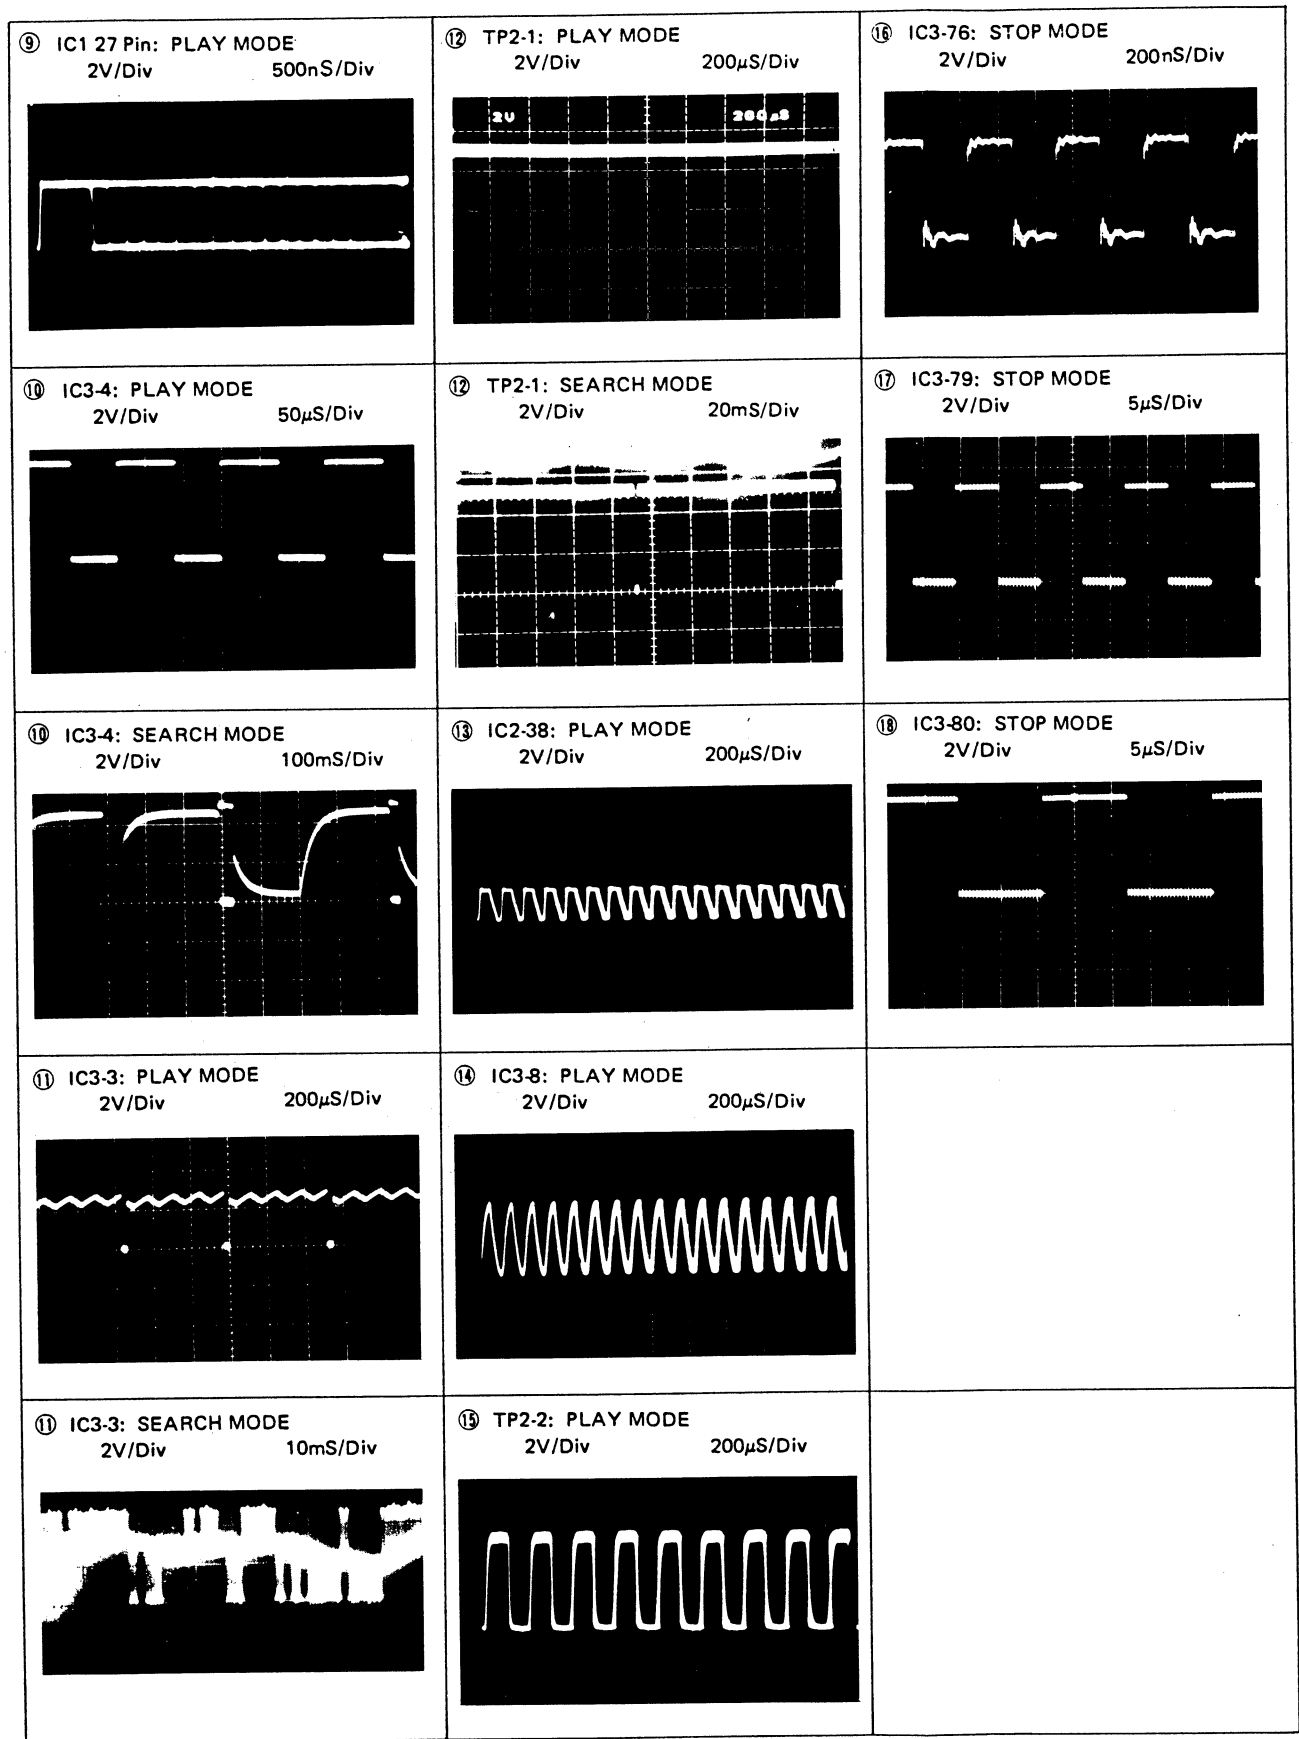 ⑨ IC1 27 Pin: PLAY MODE
2V/Div 500nS/Div
⑩ IC3-4: PLAY MODE
2V/Div 50µS/Div
⑩ IC3-4: SEARCH MODE
2V/Div 100mS/Div
⑪ IC3-3: PLAY MODE
2V/Div 200µS/Div
⑪ IC3-3: SEARCH MODE
2V/Div 10mS/Div
⑫ TP2-1: PLAY MODE
2V/Div 200µS/Div
2V 200µS
⑫ TP2-1: SEARCH MODE
2V/Div 20mS/Div
⑬ IC2-38: PLAY MODE
2V/Div 200µS/Div
⑭ IC3-8: PLAY MODE
2V/Div 200µS/Div
⑮ TP2-2: PLAY MODE
2V/Div 200µS/Div
⑯ IC3-76: STOP MODE
2V/Div 200nS/Div
⑰ IC3-79: STOP MODE
2V/Div 5µS/Div
⑱ IC3-80: STOP MODE
2V/Div 5µS/Div